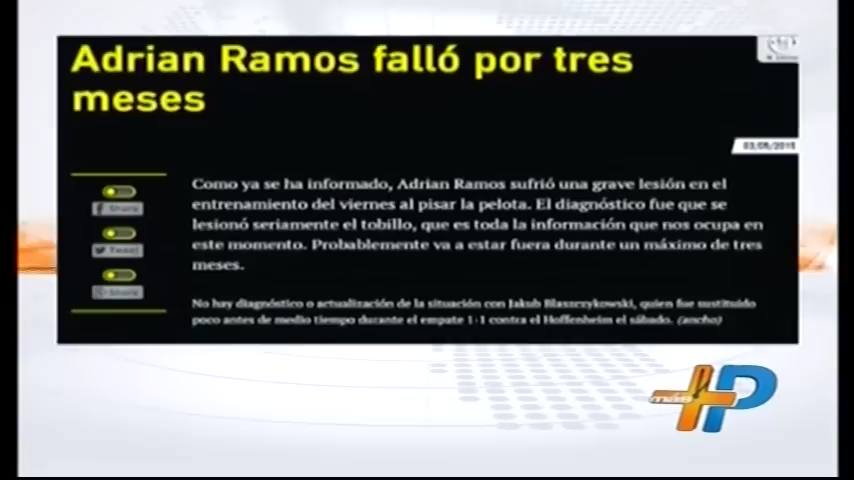 Adrian Ramos falló por tres
meses
03/05/2015
Como ya se ha informado, Adrian Ramos sufrió una grave lesión en el
entrenamiento del viernes al pisar la pelota. El diagnóstico fue que se
lesionó seriamente el tobillo, que es toda la información que nos ocupa en
este momento. Probablemente va a estar fuera durante un máximo de tres
meses.
Share
Tweet
Share
No hay diagnóstico o actualización de la situación con Jakub Blaszczykowski, quien fue sustituido
poco antes de medio tiempo durante el empate 1-1 contra el Hoffenheim el sábado. (ancho)
más P